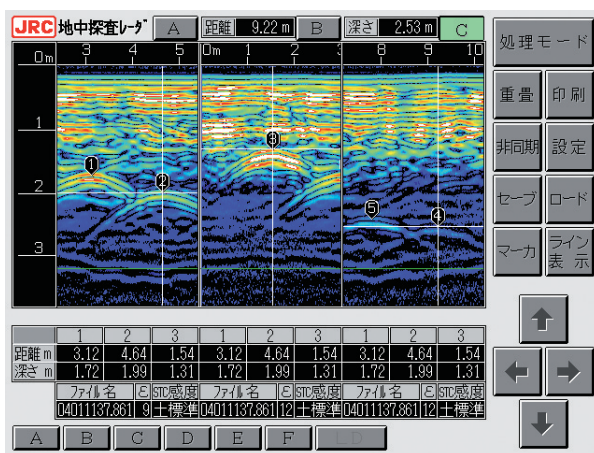 JRC 地中探査ﾚｰﾀﾞ A 距離 9.22 m B 深さ 2.53 m C
処理モード
0m 3 4 5 0m 1 2 8 9 10
重畳 印刷
1
非同期 設定
1 2 3 5 4
2
セーブ ロード
3
マーカ ライン表示
1 2 3 1 2 3 1 2 3
距離 m 3.12 4.64 1.54 3.12 4.64 1.54 3.12 4.64 1.54
深さ m 1.72 1.99 1.31 1.72 1.99 1.31 1.72 1.99 1.31
ﾌｧｲﾙ名 ε STC感度 ﾌｧｲﾙ名 ε STC感度 ﾌｧｲﾙ名 ε STC感度
04011137.861 9 土標準 04011137.861 12 土標準 04011137.861 12 土標準
A B C D E F LD